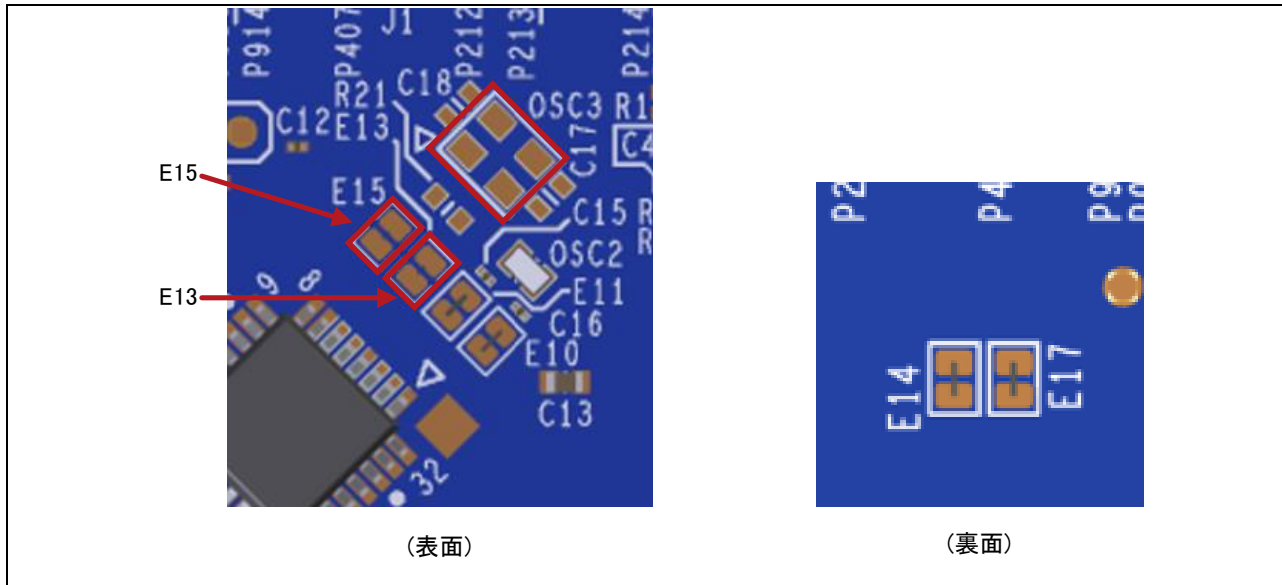 P914
P407
J1
P212
P213
P214
R21
C18
OSC3
R1
C12
E13
C17
C4
E15
E15
C15
R
R
OSC2
E13
E11
9
8
C16
E10
C13
32
(表面)
P2
P4
P9
E14
E17
(裏面)